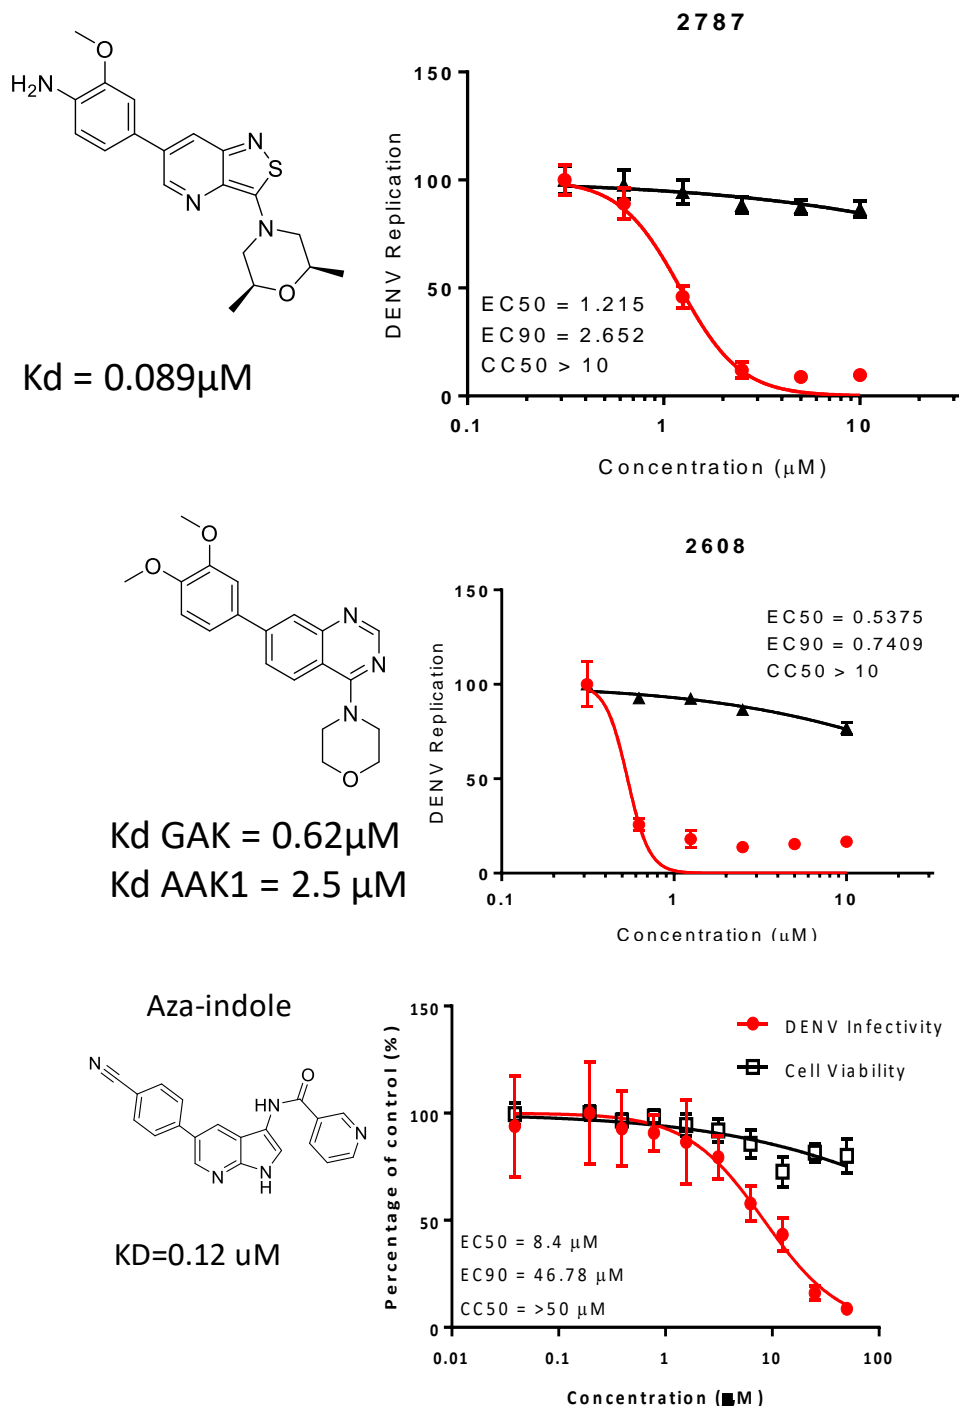 2787
O
H2N
N
S
N
N
O
Kd = 0.089μM
150
100
50
0
DENV Replication
EC50 = 1.215
EC90 = 2.652
CC50 > 10
0.1
1
10
Concentration (μM)
2608
O
O
N
N
N
O
Kd GAK = 0.62μM
Kd AAK1 = 2.5 μM
150
100
50
0
DENV Replication
EC50 = 0.5375
EC90 = 0.7409
CC50 > 10
0.1
1
10
Concentration (μM)
Aza-indole
N
O
HN
N
N
N
H
KD=0.12 uM
150
100
50
0
Percentage of control (%)
DENV Infectivity
Cell Viability
EC50 = 8.4 μM
EC90 = 46.78 μM
CC50 = >50 μM
0.01
0.1
1
10
100
Concentration (■M)